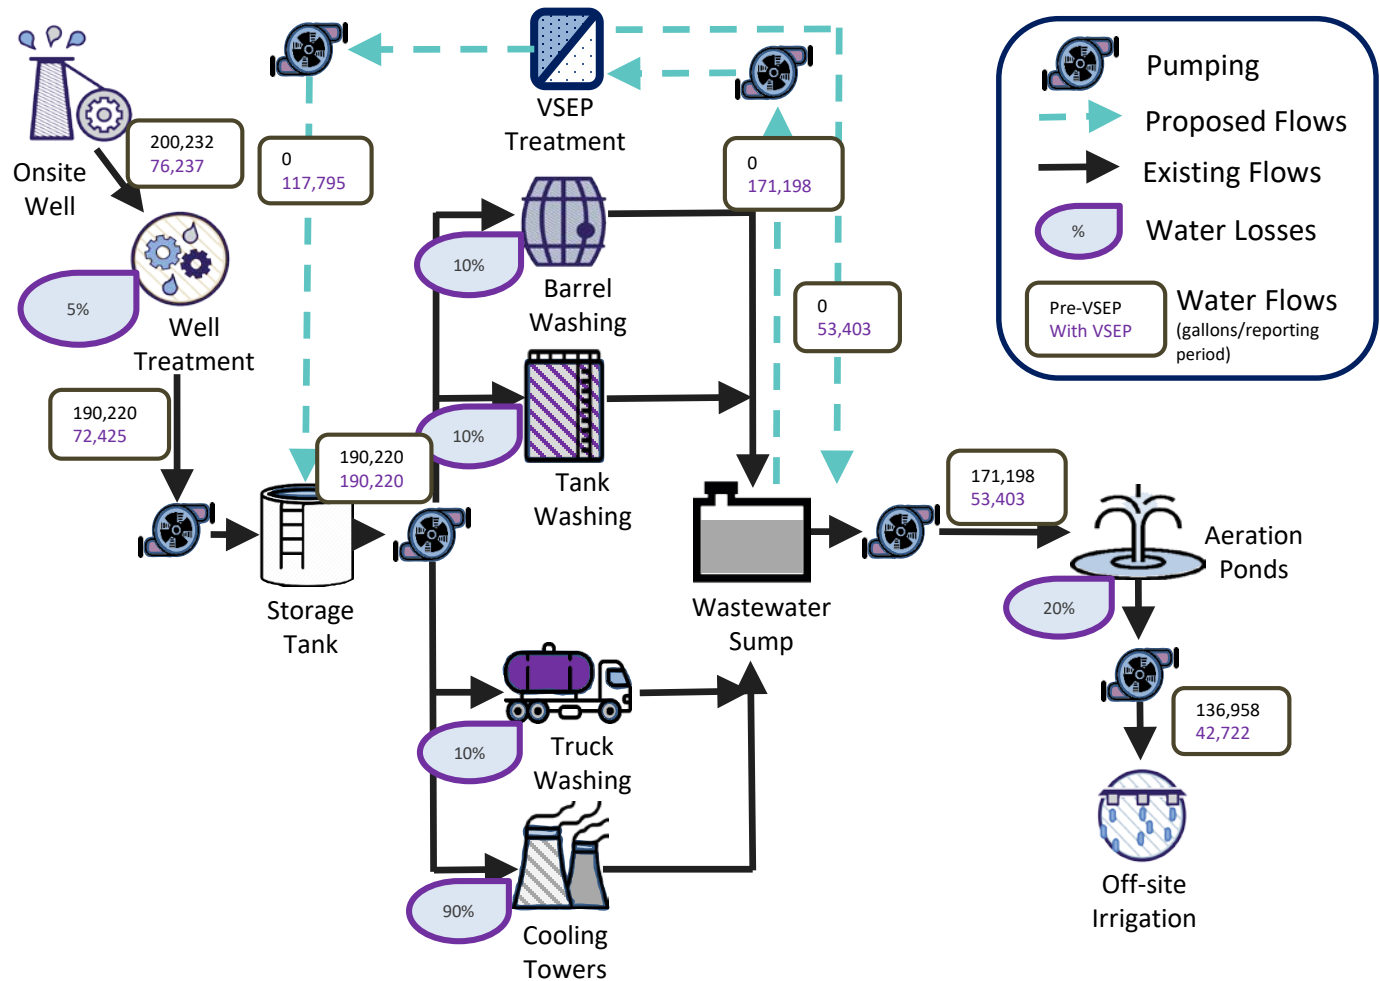 VSEP
Treatment
Pumping
Proposed Flows
Existing Flows
%
Water Losses
Pre-VSEP
With VSEP
Water Flows
(gallons/reporting
period)
Onsite
Well
200,232
76,237
0
117,795
0
171,198
5%
Well
Treatment
10%
Barrel
Washing
0
53,403
190,220
72,425
190,220
190,220
10%
Tank
Washing
171,198
53,403
Storage
Tank
Wastewater
Sump
Aeration
Ponds
20%
10%
Truck
Washing
136,958
42,722
90%
Cooling
Towers
Off-site
Irrigation